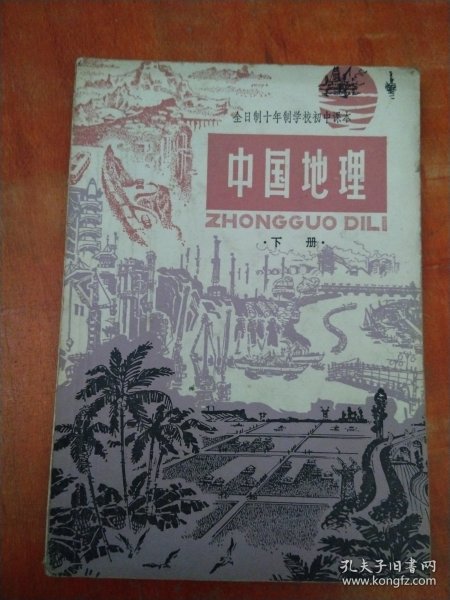 全日制十年制学校初中课本
中国地理
ZHONGGUO DILI
·下 册·
孔夫子旧书网
www.kongfz.com